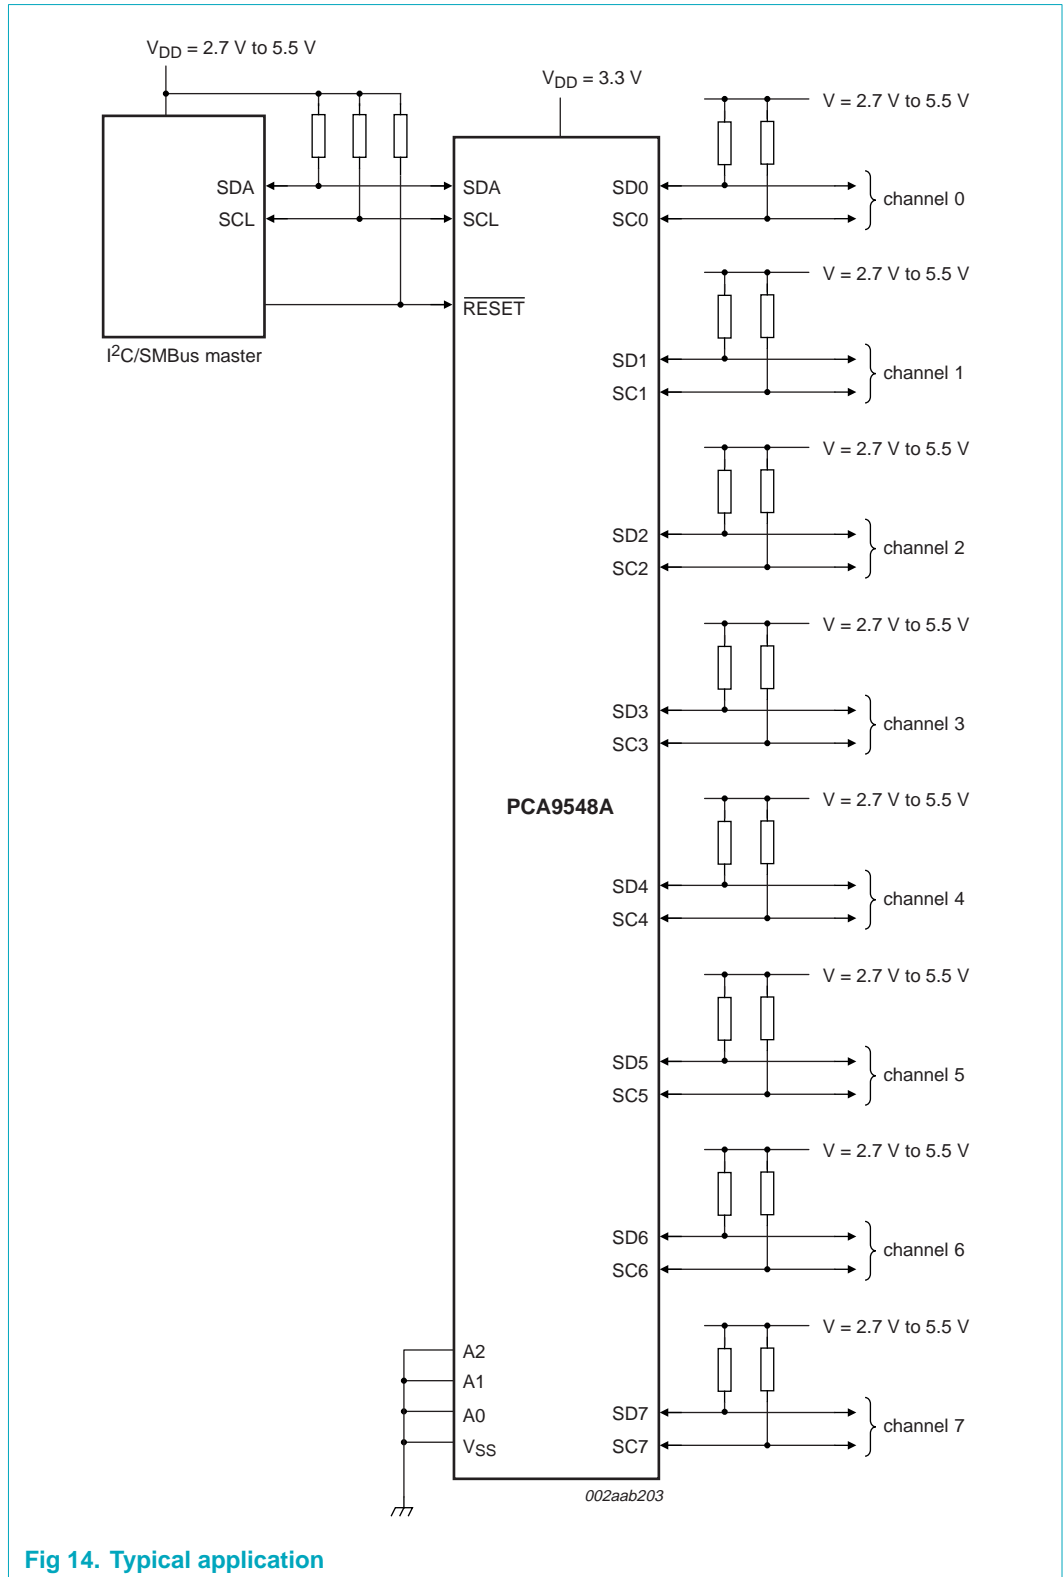 VDD = 2.7 V to 5.5 V
VDD = 3.3 V
V = 2.7 V to 5.5 V
SDA
SCL
I2C/SMBus master
SDA
SCL
RESET
SD0
SC0
channel 0
V = 2.7 V to 5.5 V
SD1
SC1
channel 1
V = 2.7 V to 5.5 V
SD2
SC2
channel 2
V = 2.7 V to 5.5 V
SD3
SC3
channel 3
PCA9548A
V = 2.7 V to 5.5 V
SD4
SC4
channel 4
V = 2.7 V to 5.5 V
SD5
SC5
channel 5
V = 2.7 V to 5.5 V
SD6
SC6
channel 6
V = 2.7 V to 5.5 V
A2
A1
A0
VSS
SD7
SC7
channel 7
002aab203
Fig 14. Typical application